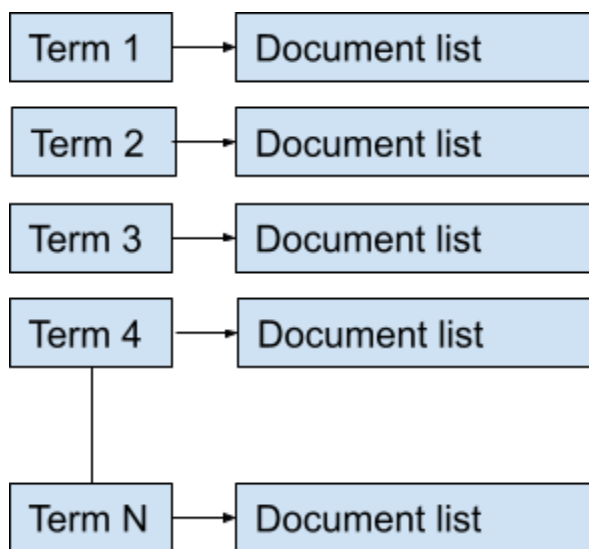 Term 1 Document list
Term 2 Document list
Term 3 Document list
Term 4 Document list
Term N Document list